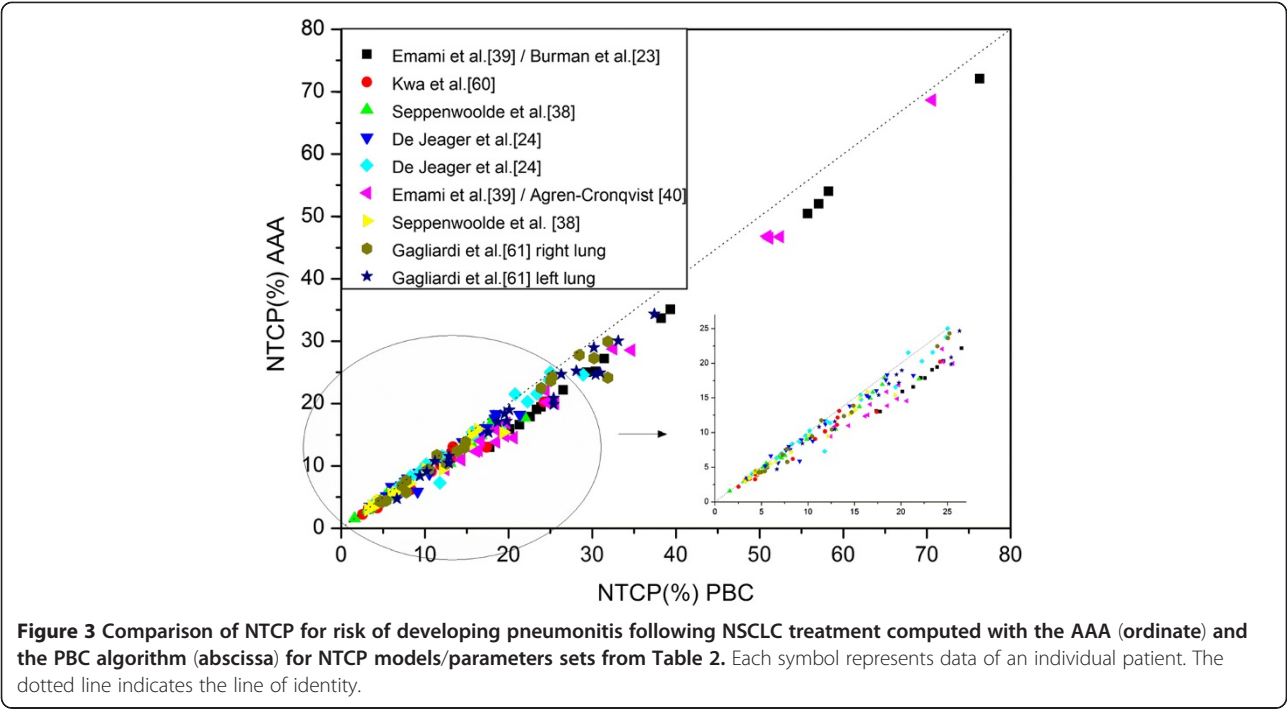 80
70
60
50
40
30
20
10
0
NTCP(%) AAA
Emami et al.[39] / Burman et al.[23]
Kwa et al.[60]
Seppenwoolde et al.[38]
De Jeager et al.[24]
De Jeager et al.[24]
Emami et al.[39] / Agren-Cronqvist [40]
Seppenwoolde et al. [38]
Gagliardi et al.[61] right lung
Gagliardi et al.[61] left lung
25
20
15
10
5
0
0 5 10 15 20 25
0 10 20 30 40 50 60 70 80
NTCP(%) PBC
Figure 3 Comparison of NTCP for risk of developing pneumonitis following NSCLC treatment computed with the AAA (ordinate) and
the PBC algorithm (abscissa) for NTCP models/parameters sets from Table 2. Each symbol represents data of an individual patient. The
dotted line indicates the line of identity.